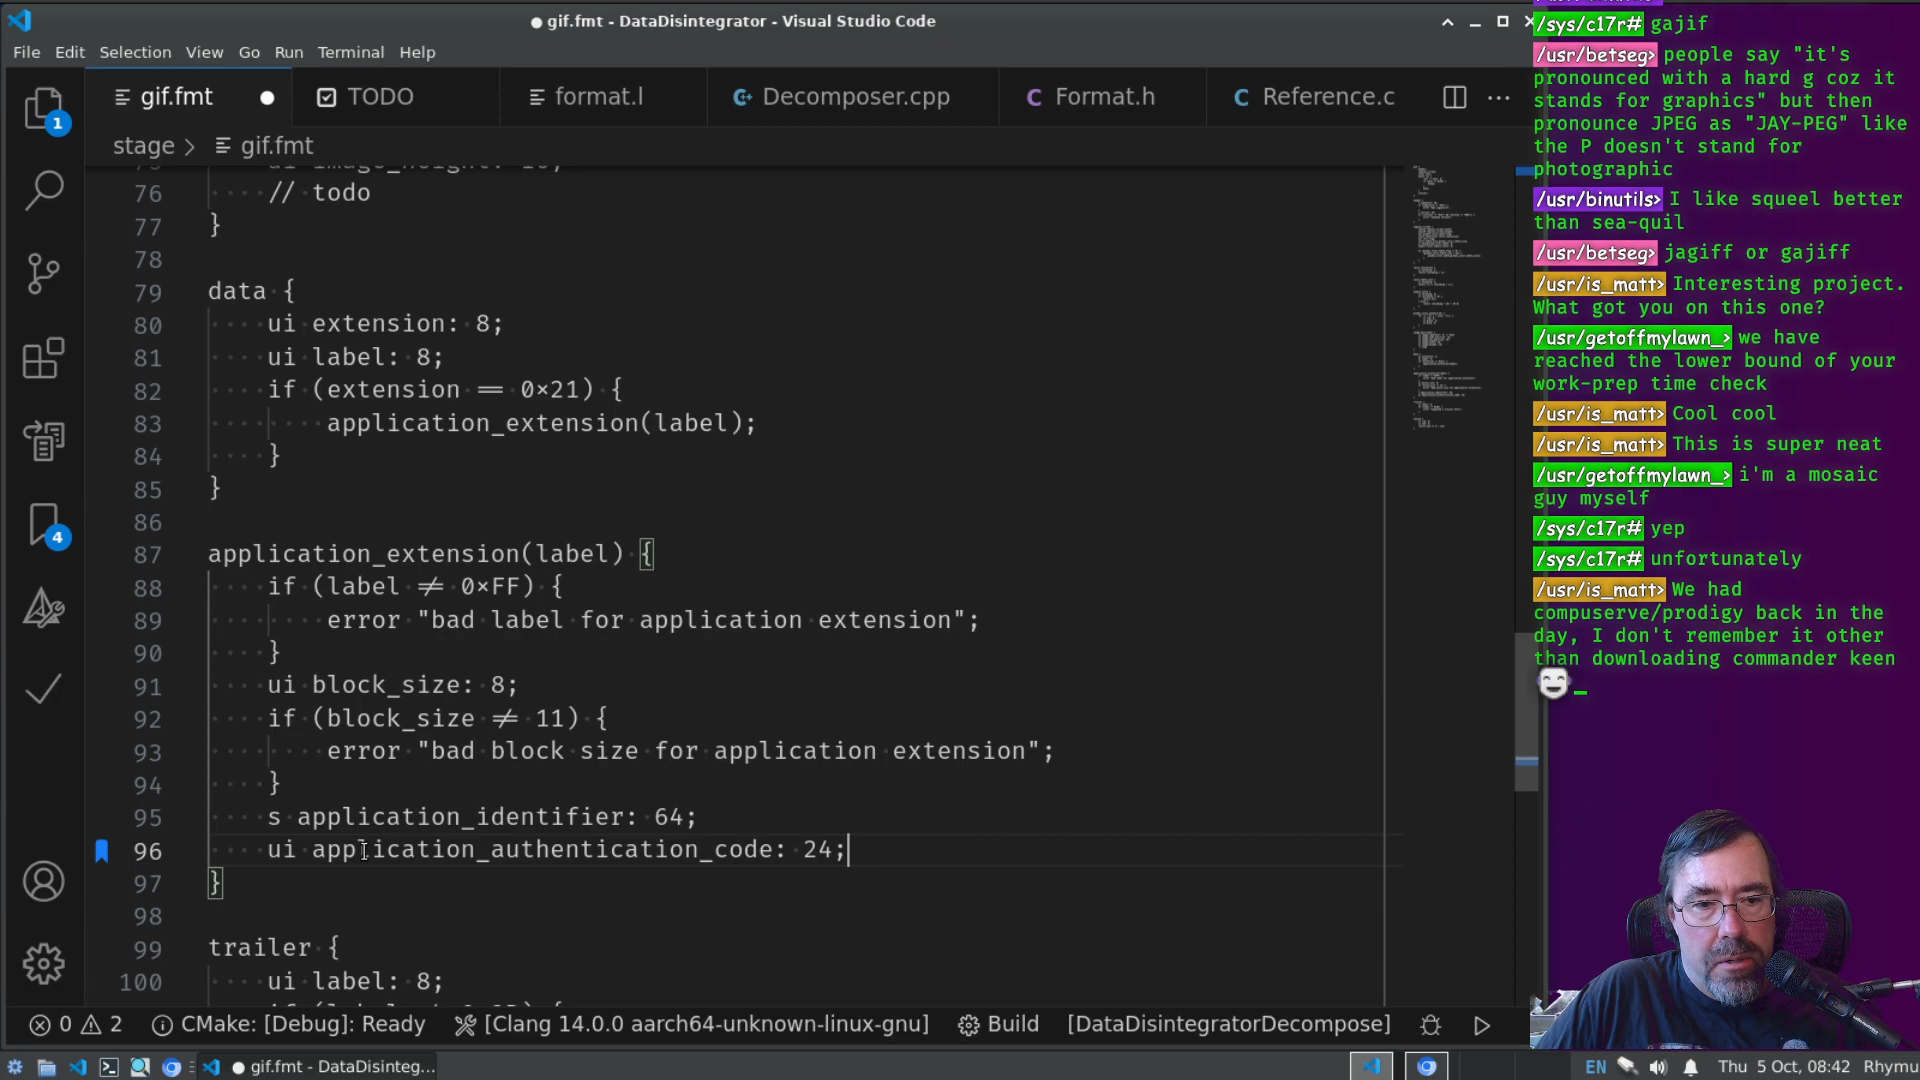 gif.fmt - DataDisintegrator - Visual Studio Code
File Edit Selection View Go Run Terminal Help
gif.fmt TODO format.l Decomposer.cpp Format.h Reference.c
stage > gif.fmt
76 // todo
77 }
78
79 data {
80 ui extension: 8;
81 ui label: 8;
82 if (extension == 0×21) {
83 application_extension(label);
84 }
85 }
86
87 application_extension(label) {
88 if (label ≠ 0×FF) {
89 error "bad label for application extension";
90 }
91 ui block_size: 8;
92 if (block_size ≠ 11) {
93 error "bad block size for application extension";
94 }
95 s application_identifier: 64;
96 ui application_authentication_code: 24;
97 }
98
99 trailer {
100 ui label: 8;
1
4
0 2 CMake: [Debug]: Ready [Clang 14.0.0 aarch64-unknown-linux-gnu] Build [DataDisintegratorDecompose]
gif.fmt - DataDisinteg...
EN Thu 5 Oct, 08:42 Rhymu
/sys/c17r# gajif
/usr/betseg> people say "it's
pronounced with a hard g coz it
stands for graphics" but then
pronounce JPEG as "JAY-PEG" like
the P doesn't stand for
photographic
/usr/binutils> I like squeel better
than sea-quil
/usr/betseg> jagiff or gajiff
/usr/is_matt> Interesting project.
What got you on this one?
/usr/getoffmylawn_> we have
reached the lower bound of your
work-prep time check
/usr/is_matt> Cool cool
/usr/is_matt> This is super neat
/usr/getoffmylawn_> i'm a mosaic
guy myself
/sys/c17r# yep
/sys/c17r# unfortunately
/usr/is_matt> We had
compuserve/prodigy back in the
day, I don't remember it other
than downloading commander keen